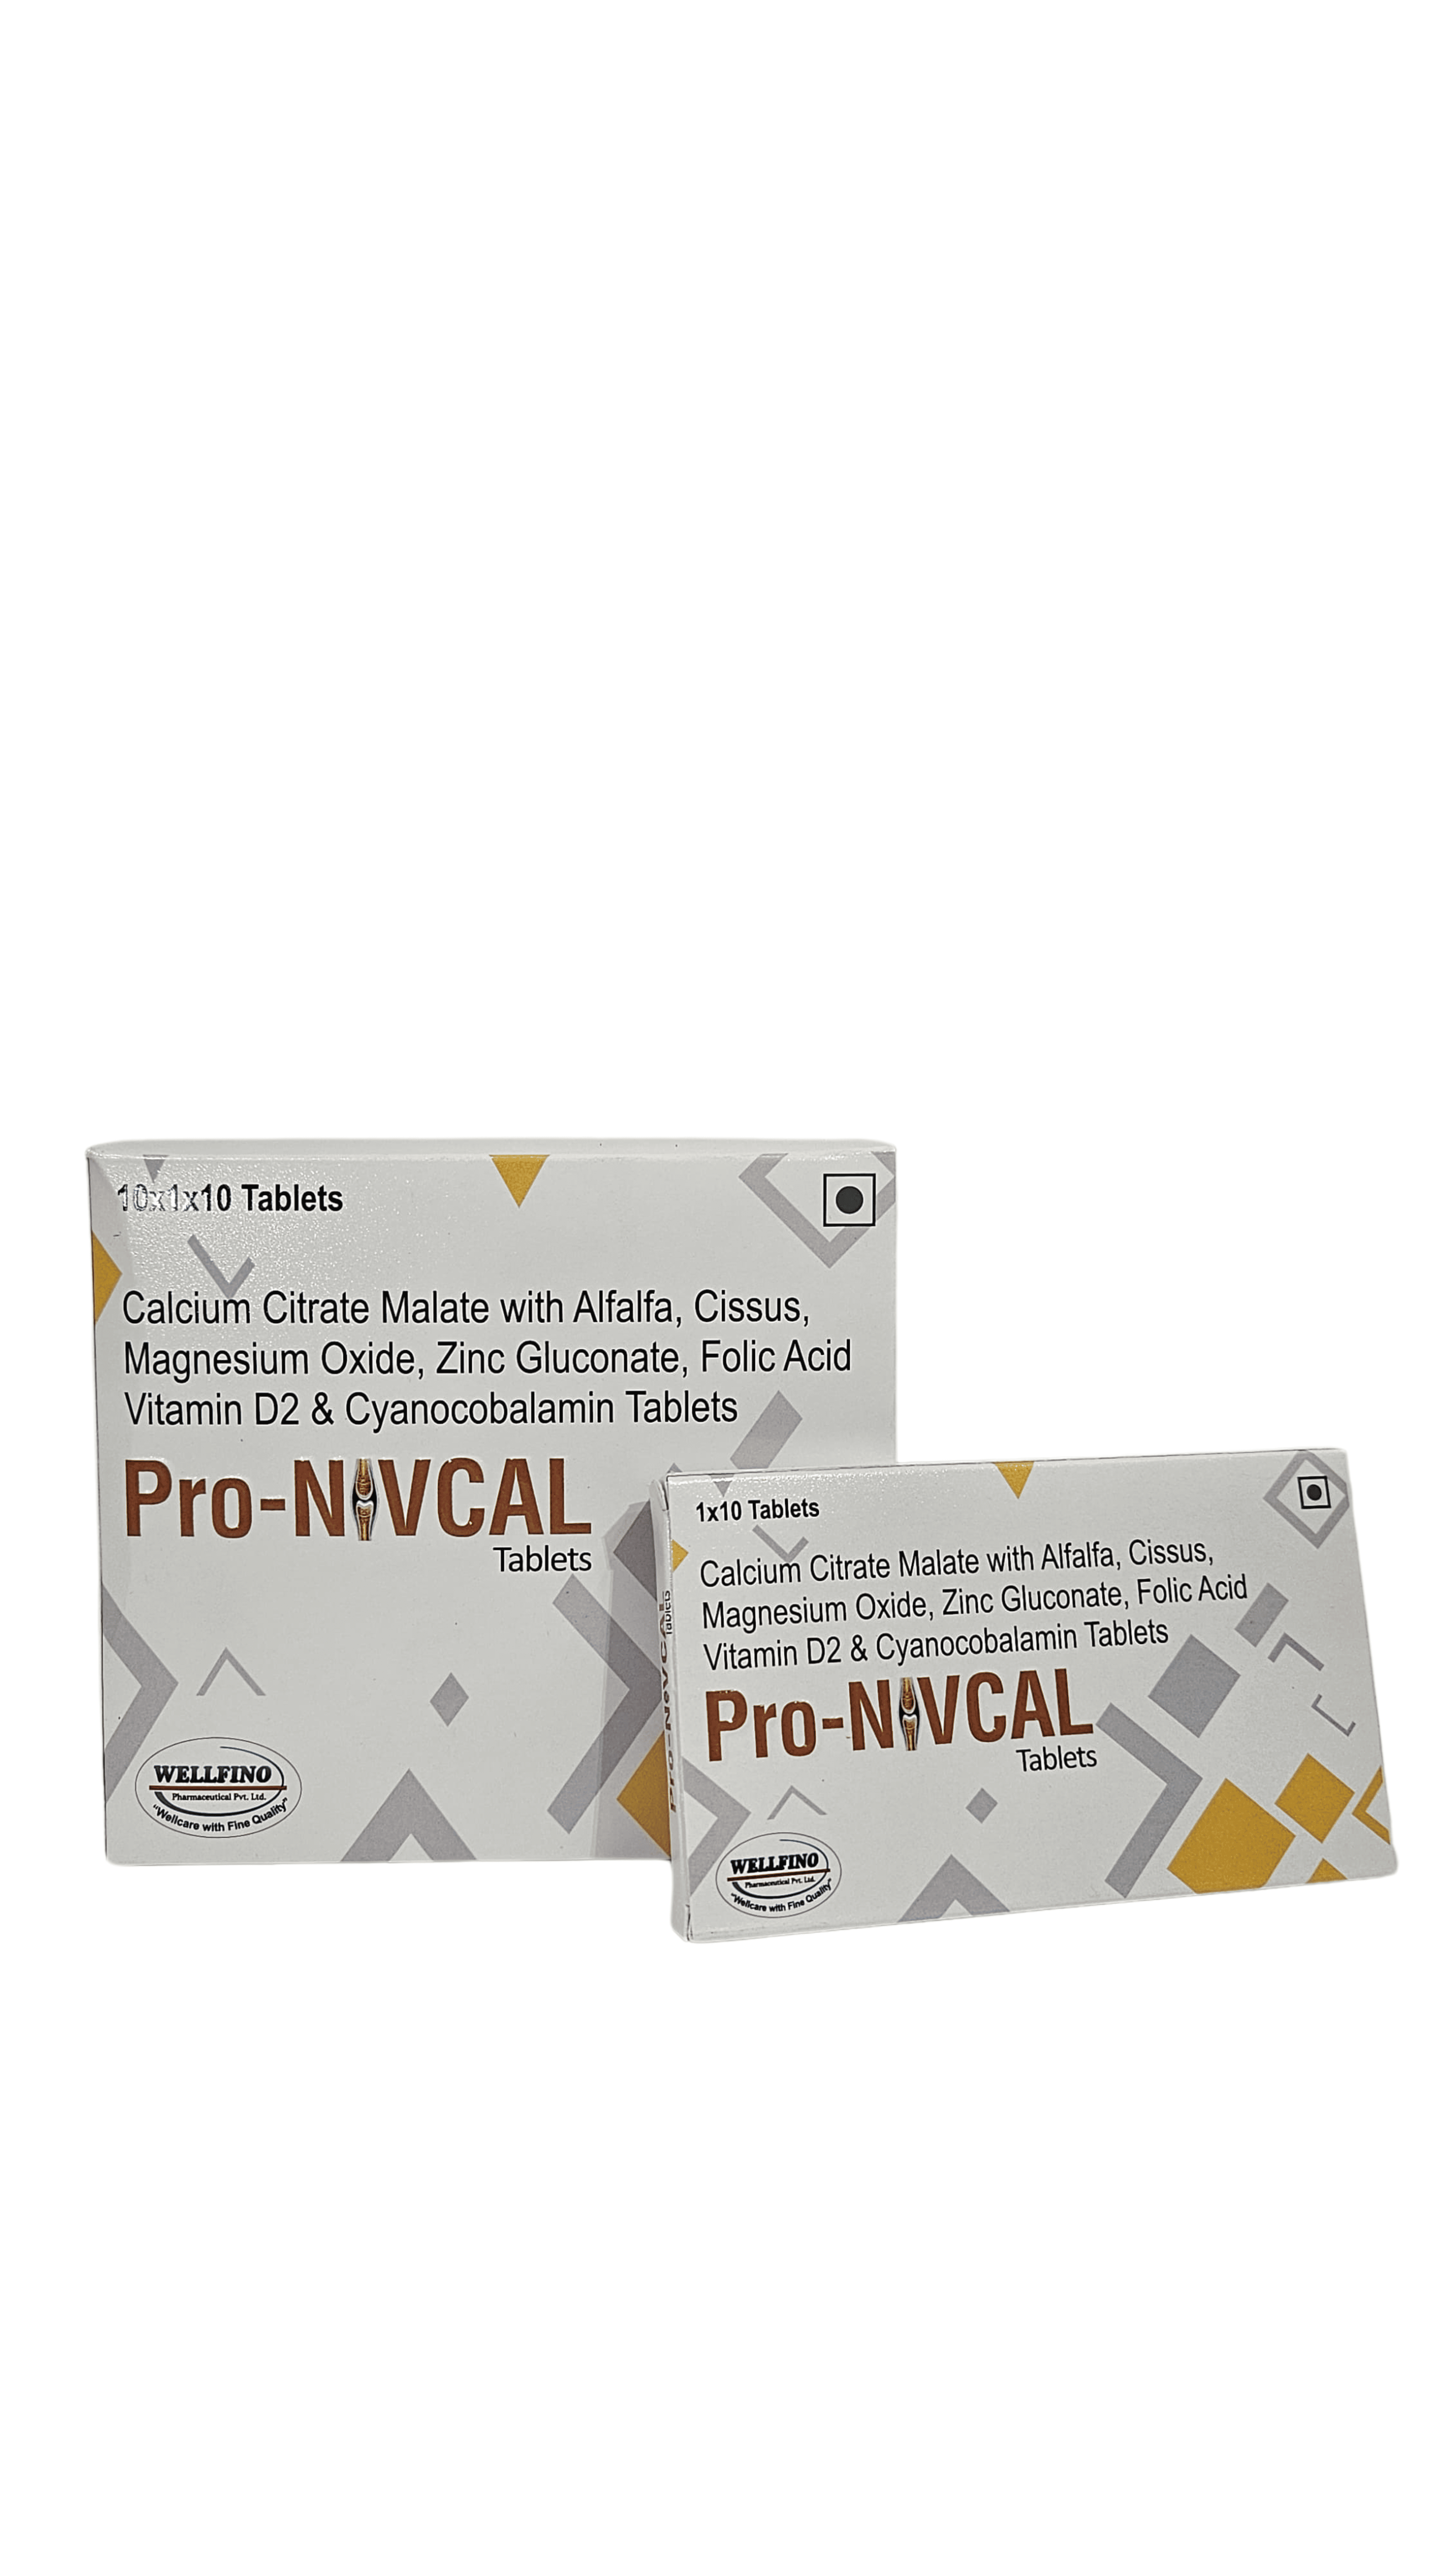 10x1x10 Tablets
Calcium Citrate Malate with Alfalfa, Cissus,
Magnesium Oxide, Zinc Gluconate, Folic Acid
Vitamin D2 & Cyanocobalamin Tablets
Pro-NIVCAL
Tablets
WELLFINO
Pharmaceutical Pvt. Ltd.
"Wellcare with Fine Quality"
1x10 Tablets
Calcium Citrate Malate with Alfalfa, Cissus,
Magnesium Oxide, Zinc Gluconate, Folic Acid
Vitamin D2 & Cyanocobalamin Tablets
Pro-NIVCAL
Tablets
WELLFINO
Pharmaceutical Pvt. Ltd.
"Wellcare with Fine Quality"
Tablets